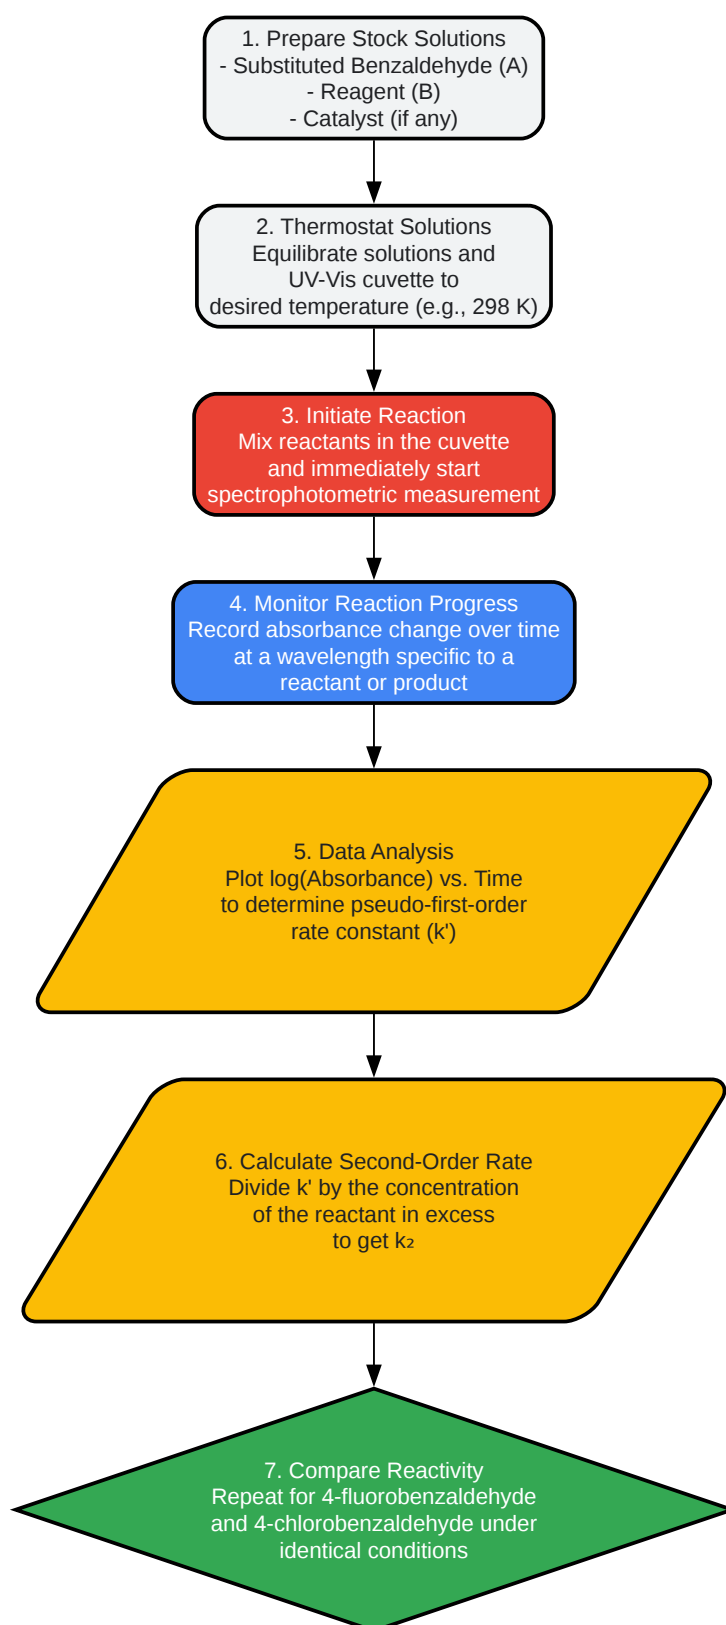 1. Prepare Stock Solutions
- Substituted Benzaldehyde (A)
- Reagent (B)
- Catalyst (if any)
2. Thermostat Solutions
Equilibrate solutions and
UV-Vis cuvette to
desired temperature (e.g., 298 K)
3. Initiate Reaction
Mix reactants in the cuvette
and immediately start
spectrophotometric measurement
4. Monitor Reaction Progress
Record absorbance change over time
at a wavelength specific to a
reactant or product
5. Data Analysis
Plot log(Absorbance) vs. Time
to determine pseudo-first-order
rate constant (k')
6. Calculate Second-Order Rate
Divide k' by the concentration
of the reactant in excess
to get k₂
7. Compare Reactivity
Repeat for 4-fluorobenzaldehyde
and 4-chlorobenzaldehyde under
identical conditions